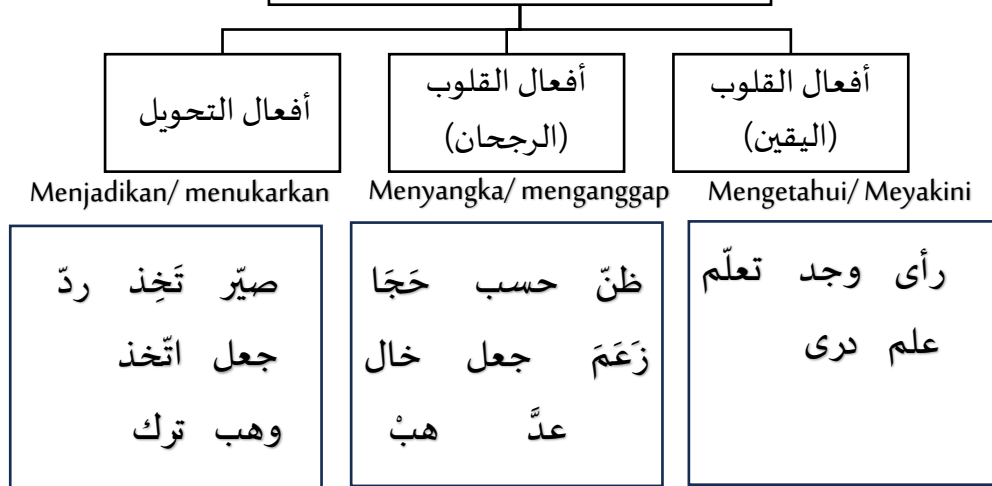 أفعال القلوب
(اليقين)
أفعال القلوب
(الرجحان)
أفعال التحويل
Mengetahui/ Meyakini
Menyangka/ menganggap
Menjadikan/ menukarkan
رأى وجد تعلّم
علم درى
ظنّ حسب حَجَا
زَعَمَ جعل خال
عدَّ هبْ
صيّر تَخِذ ردّ
جعل اتّخذ
وهب ترك